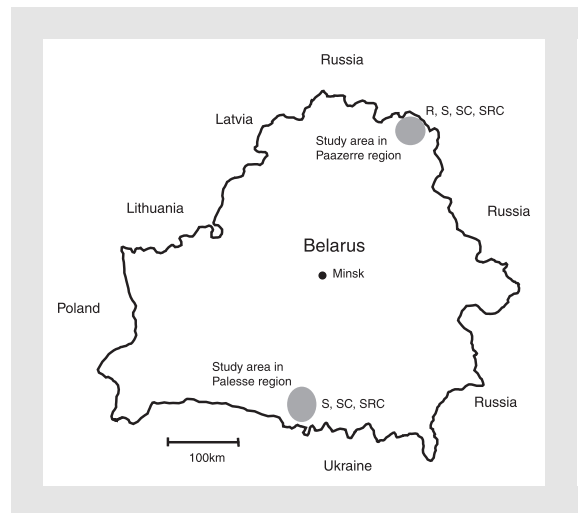 Russia
R, S, SC, SRC
Latvia
Study area in
Paazerre region
Lithuania
Russia
Belarus
Minsk
Poland
Study area in
Palesse region
S, SC, SRC
Russia
100km
Ukraine